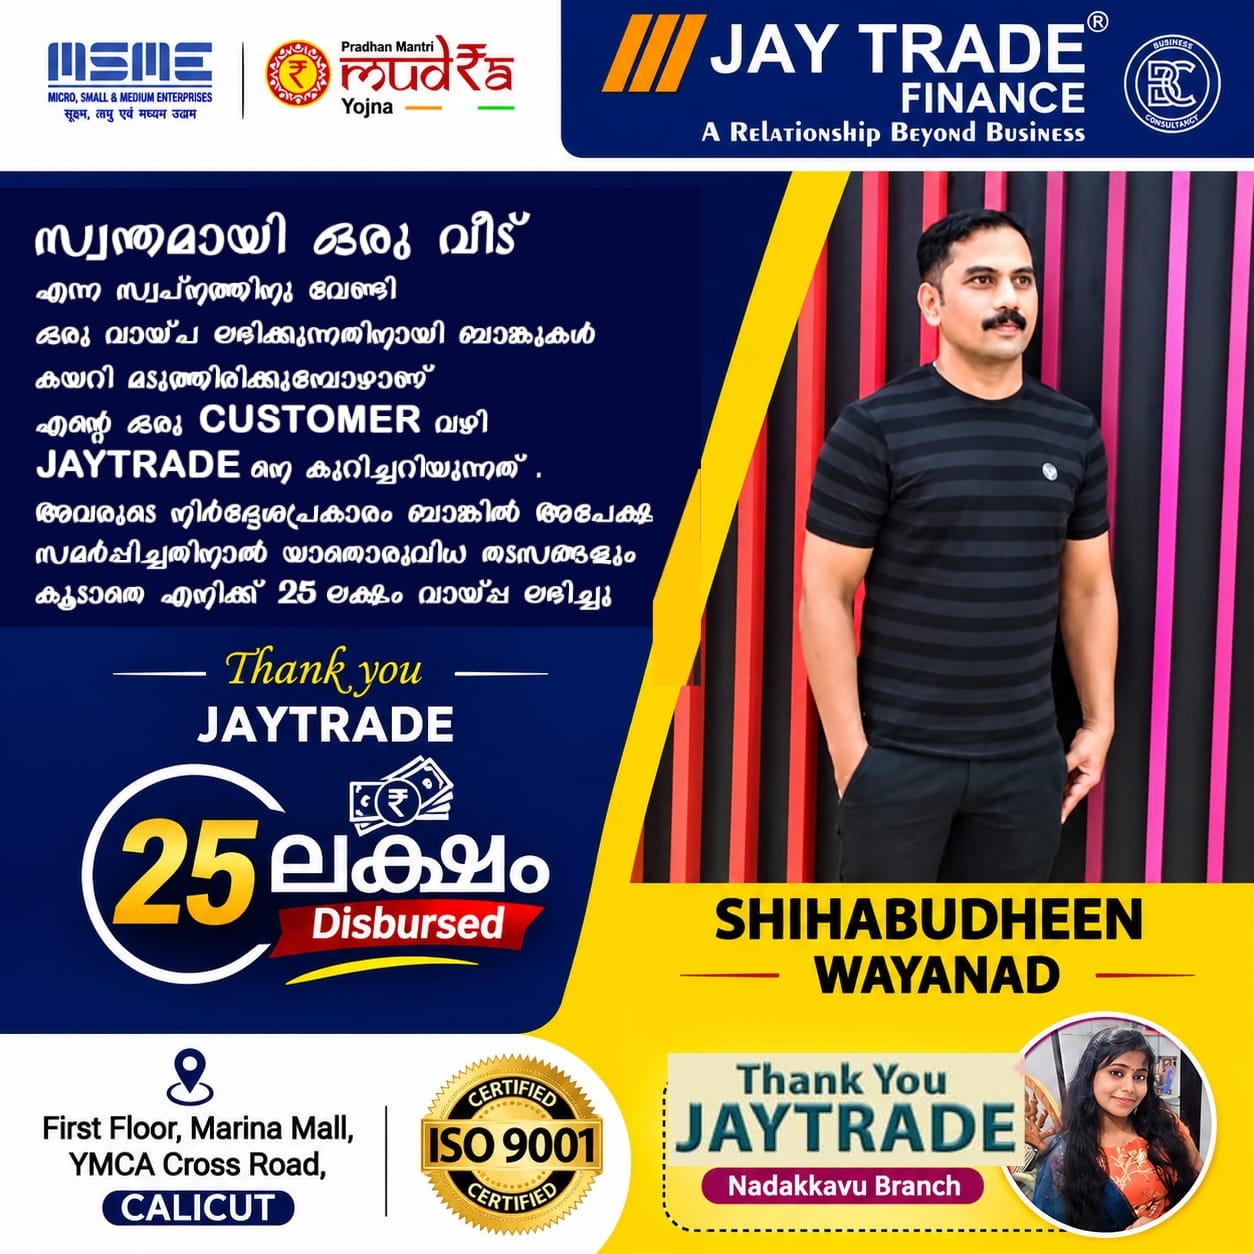 MSME
MICRO, SMALL & MEDIUM ENTERPRISES
सूक्ष्म, लघु एवं मध्यम उद्यम
Pradhan Mantri
mudra
Yojna
JAY TRADE®
FINANCE
A Relationship Beyond Business
BUSINESS
BC
CONSULTANCY
സ്വന്തമായി ഒരു വീട്
എന്ന സ്വപ്നത്തിനു വേണ്ടി
ഒരു വായ്പ ലഭിക്കുന്നതിനായി ബാങ്കുകൾ
കയറി മടുത്തിരിക്കുമ്പോഴാണ്
എന്റെ ഒരു CUSTOMER വഴി
JAYTRADE നെ കുറിച്ചറിയുന്നത് .
അവരുടെ നിർദ്ദേശപ്രകാരം ബാങ്കിൽ അപേക്ഷ
സമർപ്പിച്ചതിനാൽ യാതൊരുവിധ തടസങ്ങളും
കൂടാതെ എനിക്ക് 25 ലക്ഷം വായ്പ്പ ലഭിച്ചു
Thank you
JAYTRADE
25 ലക്ഷം
Disbursed
SHIHABUDHEEN
WAYANAD
First Floor, Marina Mall,
YMCA Cross Road,
CALICUT
CERTIFIED
ISO 9001
CERTIFIED
Thank You
JAYTRADE
Nadakkavu Branch